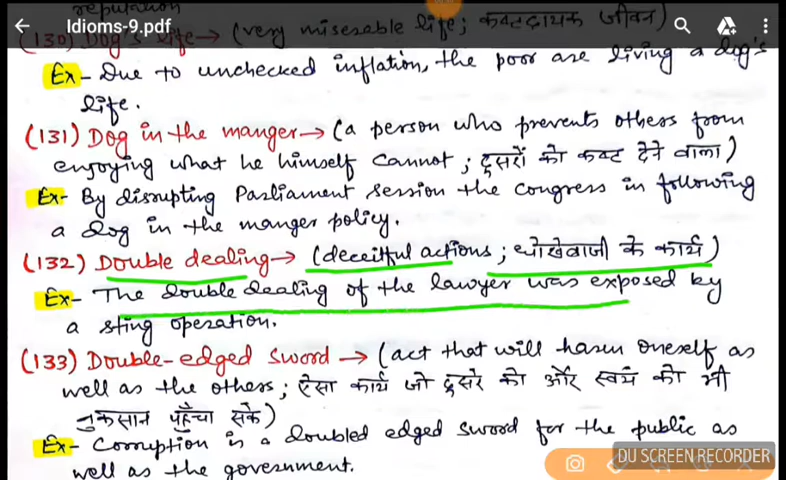 reputation
Idioms-9.pdf
(130) Dog's life → (very miserable life; कष्टदायक जीवन)
Ex- Due to unchecked inflation, the poor are living a dog's
life.
(131) Dog in the manger → (a person who prevents others from
enjoying what he himself cannot; दुसरों को कष्ट देने वाला)
Ex- By disrupting Parliament session the congress in following
a dog in the manger policy.
(132) Double dealing → (deceitful actions; धोखेबाजी के कार्य)
Ex- The double dealing of the lawyer was exposed by
a sting operation.
(133) Double-edged sword → (act that will harm oneself as
well as the others; ऐसा कार्य जो दुसरे को और स्वयं को भी
नुकसान पहुँचा सके)
Ex- Corruption is a doubled edged sword for the public as
well as the government.
DU SCREEN RECORDER